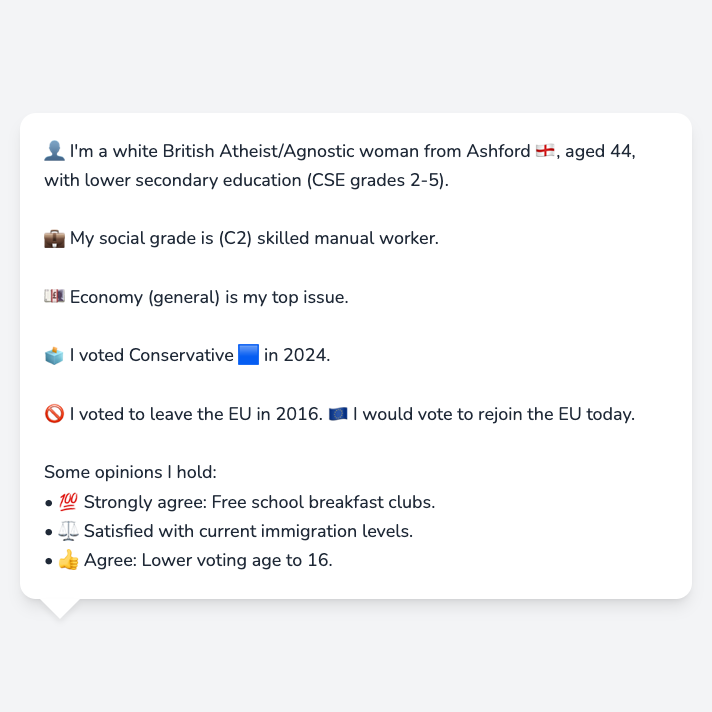 👤 I'm a white British Atheist/Agnostic woman from Ashford 🏴󠁧󠁢󠁥󠁮󠁧󠁿, aged 44,
with lower secondary education (CSE grades 2-5).
💼 My social grade is (C2) skilled manual worker.
💷 Economy (general) is my top issue.
🗳️ I voted Conservative 🟦 in 2024.
🚫 I voted to leave the EU in 2016. 🇪🇺 I would vote to rejoin the EU today.
Some opinions I hold:
• 💯 Strongly agree: Free school breakfast clubs.
• ⚖️ Satisfied with current immigration levels.
• 👍 Agree: Lower voting age to 16.